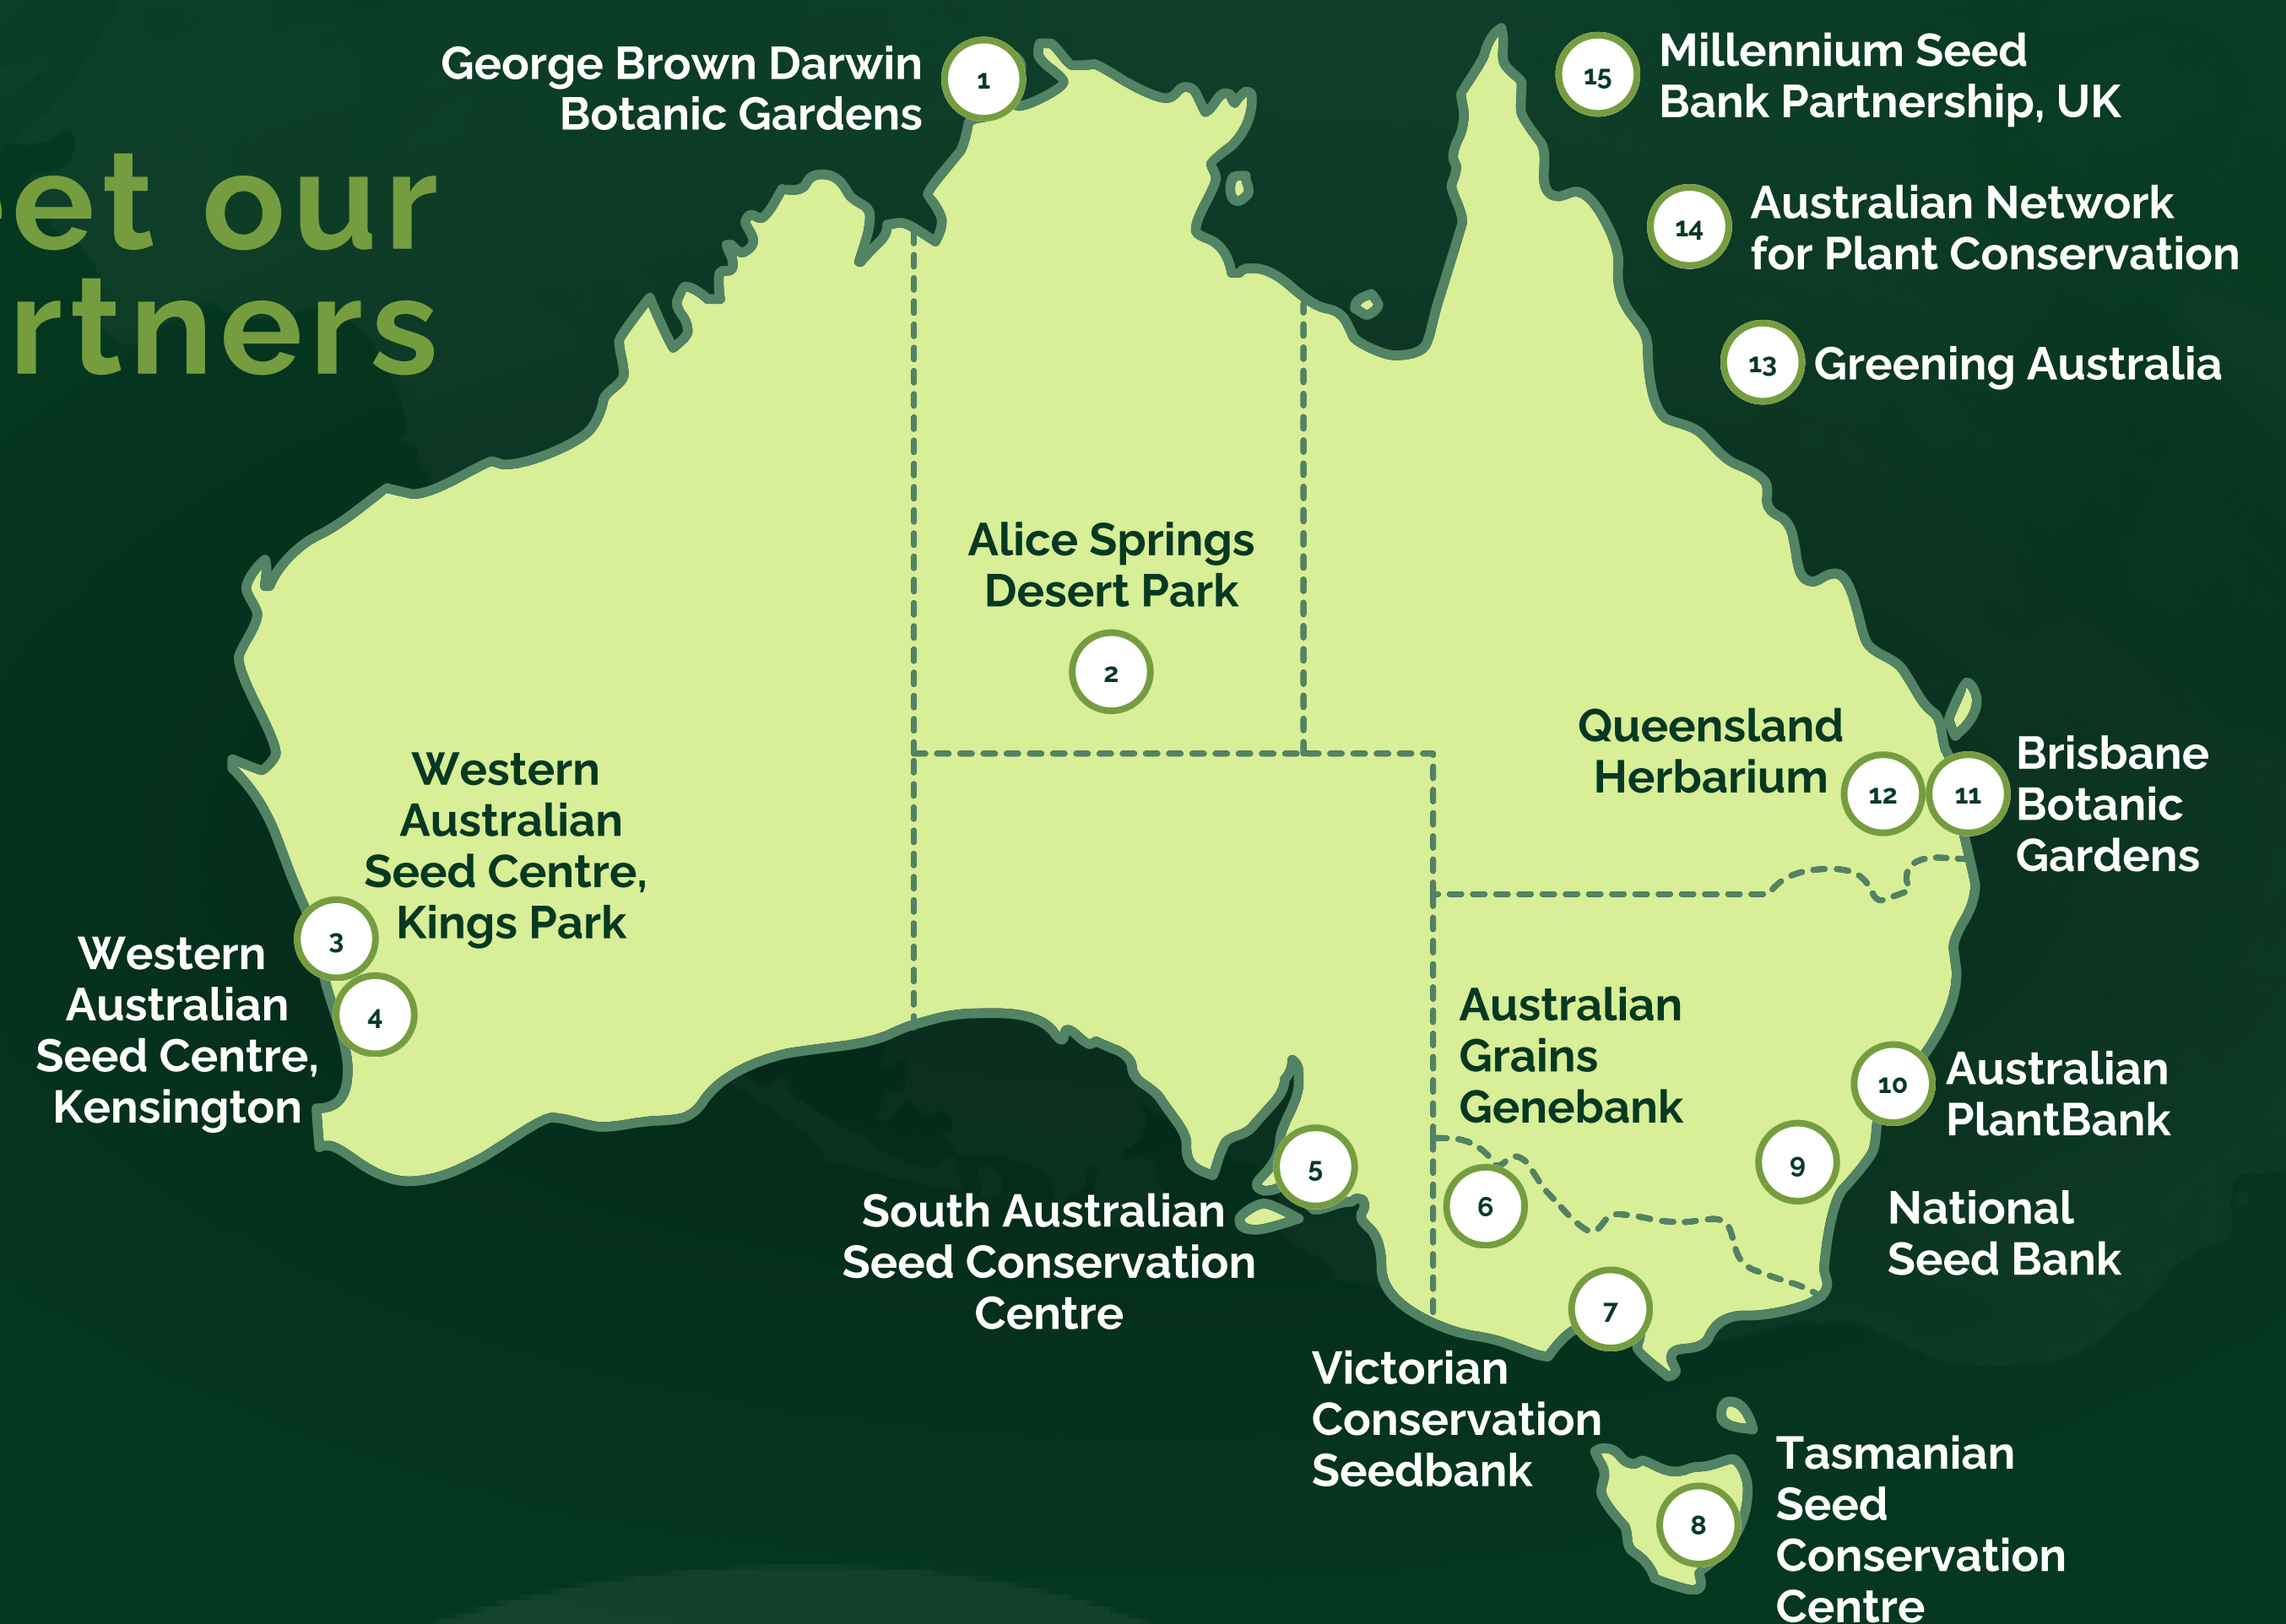 et our
rtners
George Brown Darwin
Botanic Gardens
1
15
Millennium Seed
Bank Partnership, UK
14
Australian Network
for Plant Conservation
13
Greening Australia
Alice Springs
Desert Park
2
Queensland
Herbarium
12
11
Brisbane
Botanic
Gardens
Western
Australian
Seed Centre,
Kings Park
3
Western
Australian
Seed Centre,
Kensington
4
Australian
Grains
Genebank
6
10
Australian
PlantBank
9
National
Seed Bank
5
South Australian
Seed Conservation
Centre
7
Victorian
Conservation
Seedbank
8
Tasmanian
Seed
Conservation
Centre